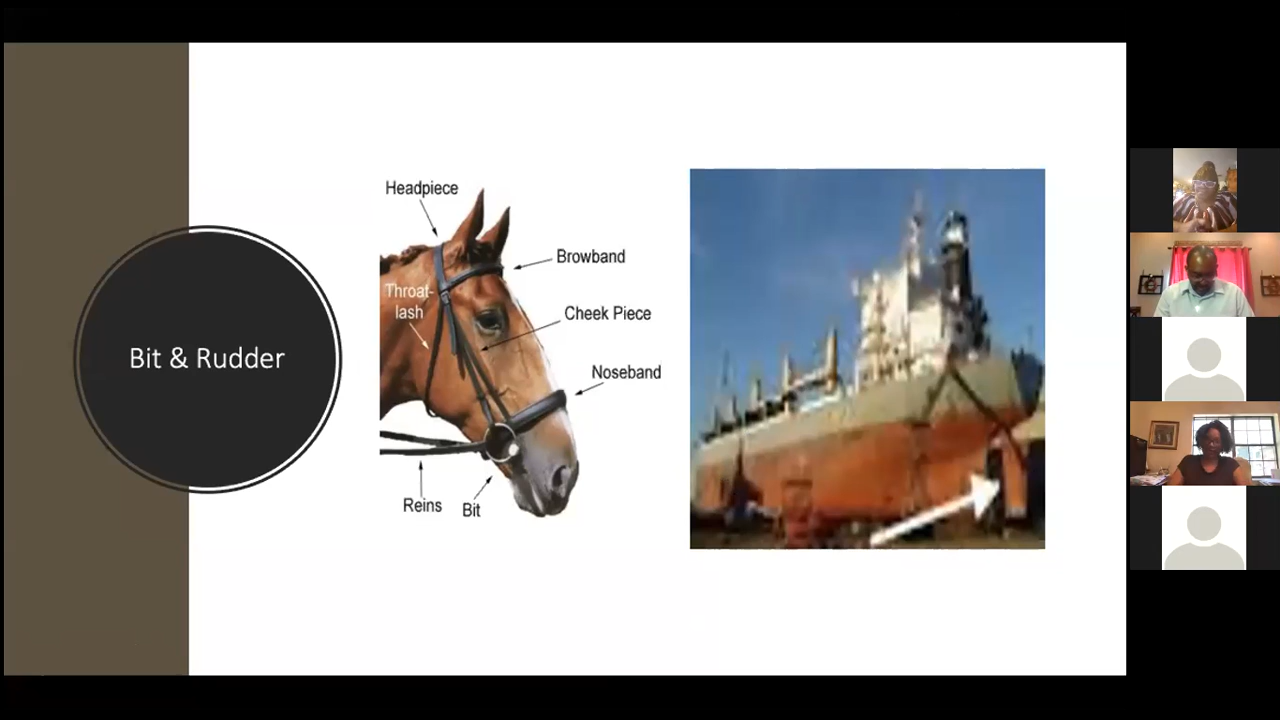 Bit & Rudder
Headpiece
Browband
Throat-
lash
Cheek Piece
Noseband
Reins
Bit